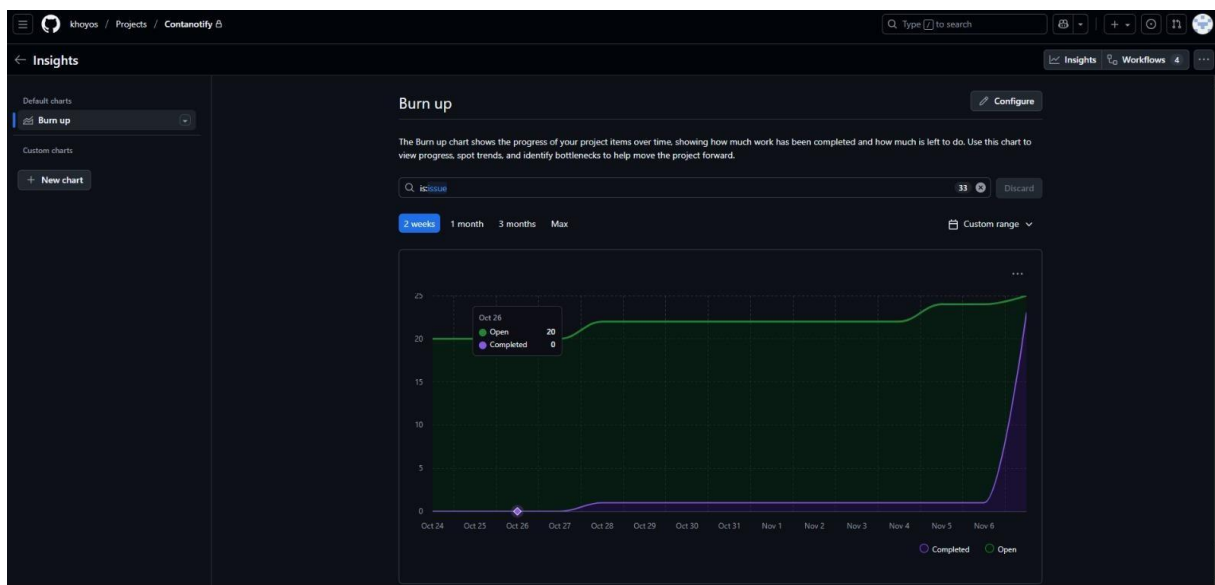 khoyos / Projects / Contanotify
Type / to search
Insights
Insights
Workflows 4
Default charts
Burn up
Custom charts
+ New chart
Burn up
Configure
The Burn up chart shows the progress of your project items over time, showing how much work has been completed and how much is left to do. Use this chart to
view progress, spot trends, and identify bottlenecks to help move the project forward.
is:issue
33
Discard
2 weeks 1 month 3 months Max
Custom range
25
20
15
10
5
0
Oct 26
Open 20
Completed 0
Oct 24 Oct 25 Oct 26 Oct 27 Oct 28 Oct 29 Oct 30 Oct 31 Nov 1 Nov 2 Nov 3 Nov 4 Nov 5 Nov 6
Completed Open